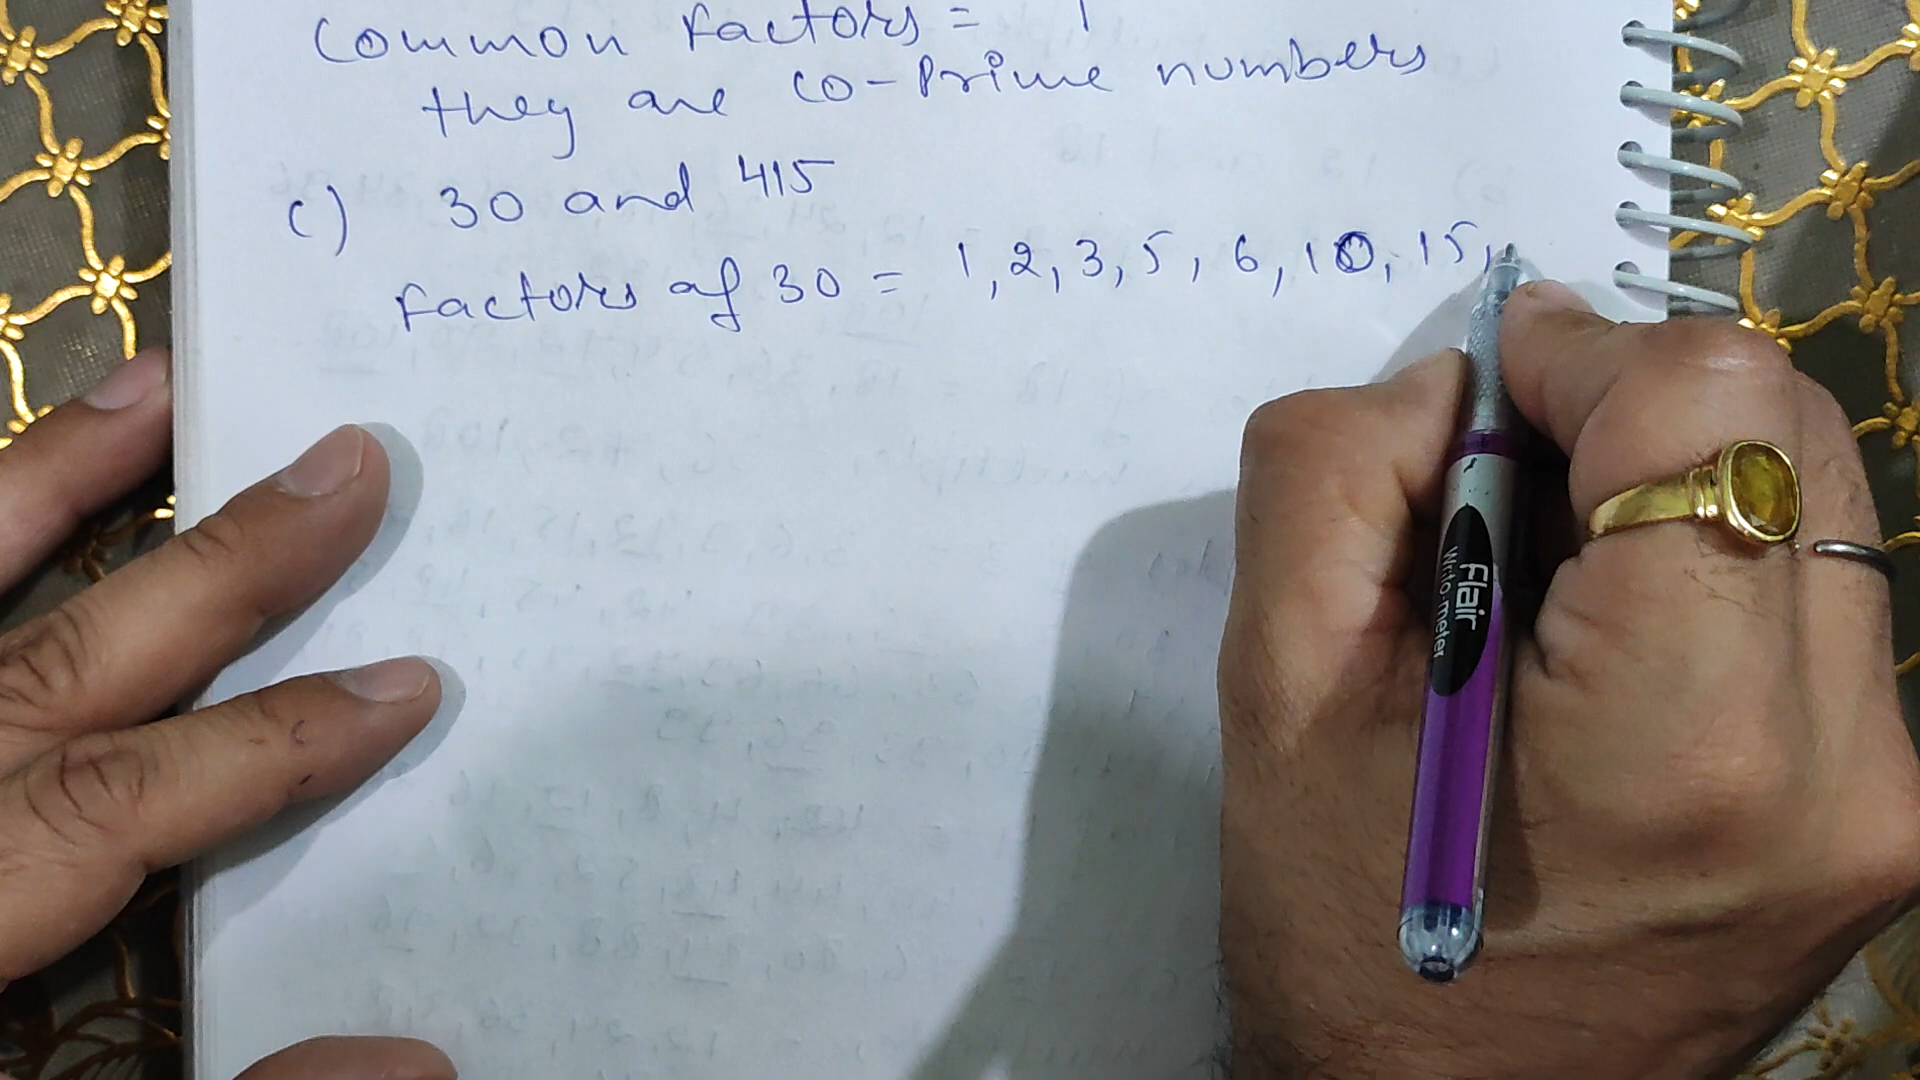 Common Factors = 1
they are co-Prime numbers
c) 30 and 415
Factors of 30 = 1, 2, 3, 5, 6, 10, 15,
Flair
Writo-meter